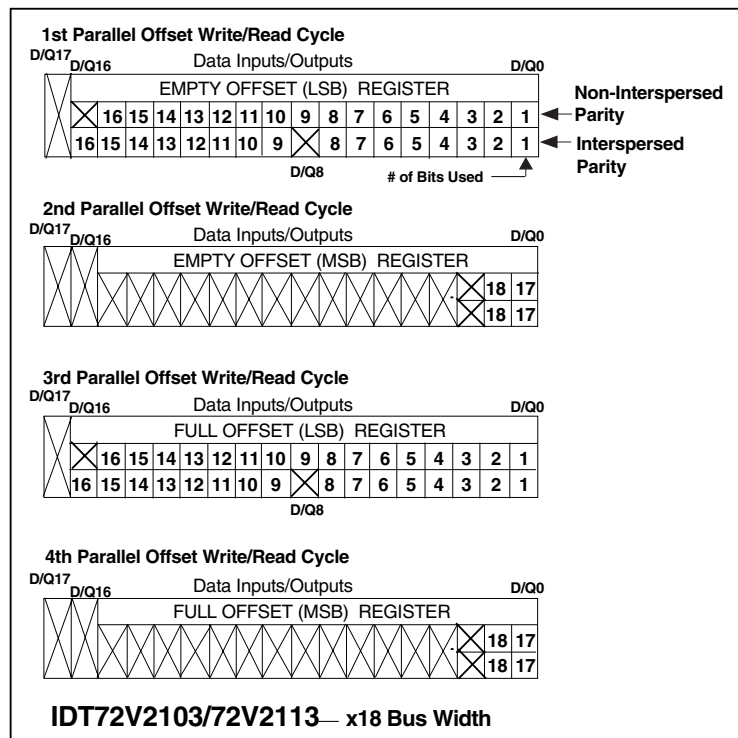 1st Parallel Offset Write/Read Cycle
D/Q17 D/Q16 Data Inputs/Outputs D/Q0
EMPTY OFFSET (LSB) REGISTER
16 15 14 13 12 11 10 9 8 7 6 5 4 3 2 1 Non-Interspersed Parity
16 15 14 13 12 11 10 9 8 7 6 5 4 3 2 1 Interspersed Parity
D/Q8
# of Bits Used
2nd Parallel Offset Write/Read Cycle
D/Q17 D/Q16 Data Inputs/Outputs D/Q0
EMPTY OFFSET (MSB) REGISTER
18 17
18 17
3rd Parallel Offset Write/Read Cycle
D/Q17 D/Q16 Data Inputs/Outputs D/Q0
FULL OFFSET (LSB) REGISTER
16 15 14 13 12 11 10 9 8 7 6 5 4 3 2 1
16 15 14 13 12 11 10 9 8 7 6 5 4 3 2 1
D/Q8
4th Parallel Offset Write/Read Cycle
D/Q17 D/Q16 Data Inputs/Outputs D/Q0
FULL OFFSET (MSB) REGISTER
18 17
18 17
IDT72V2103/72V2113— x18 Bus Width